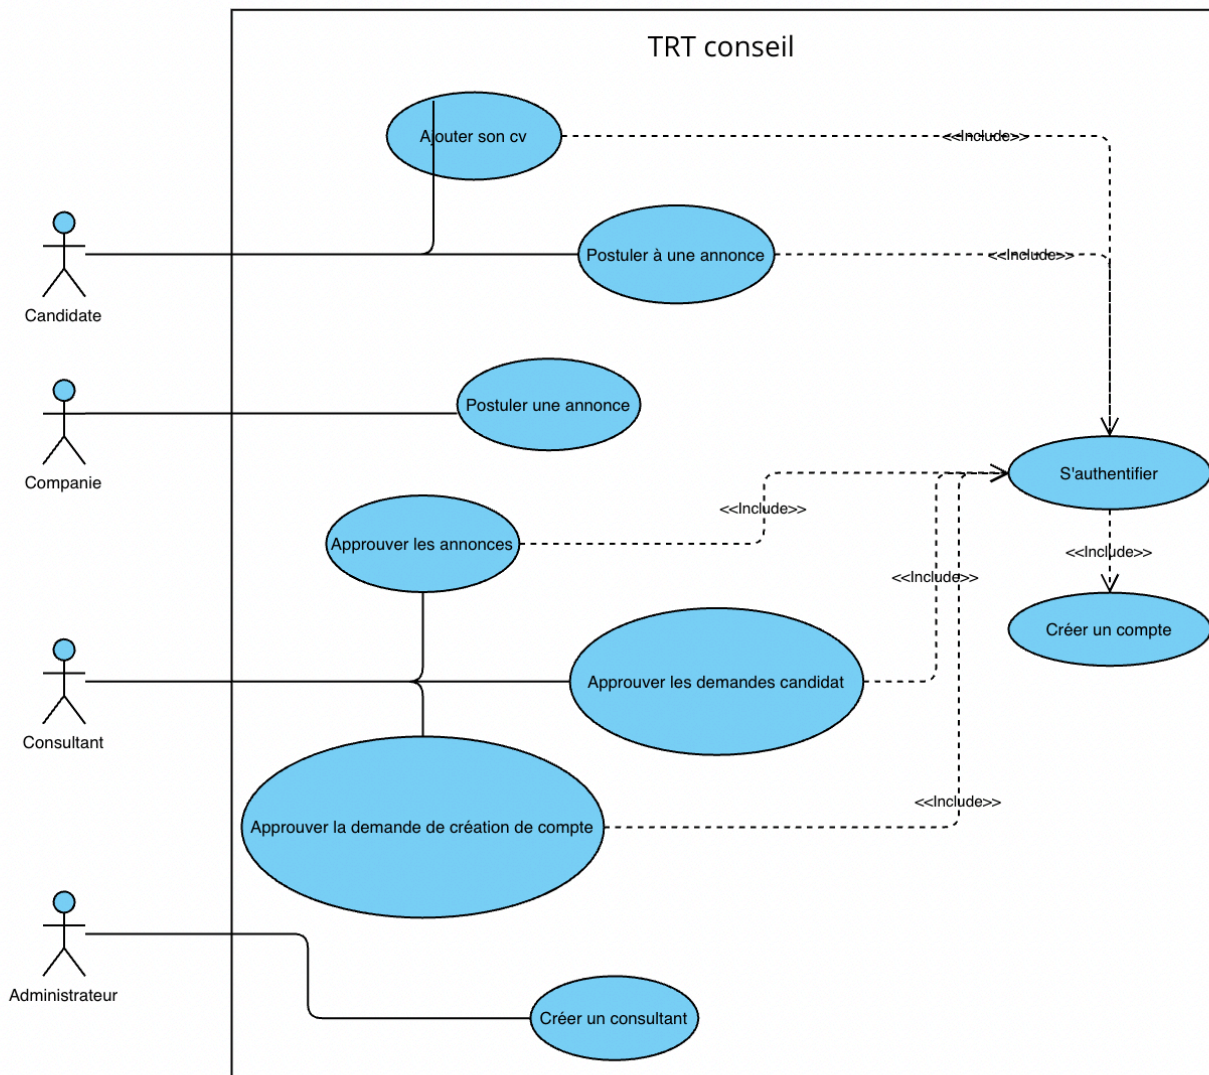 TRT conseil
Ajouter son cv
<<Include>>
Candidate
Postuler à une annonce
<<Include>>
Companie
Postuler une annonce
S'authentifier
<<Include>>
Approuver les annonces
<<Include>>
<<Include>>
Créer un compte
Consultant
Approuver les demandes candidat
<<Include>>
Approuver la demande de création de compte
Administrateur
Créer un consultant